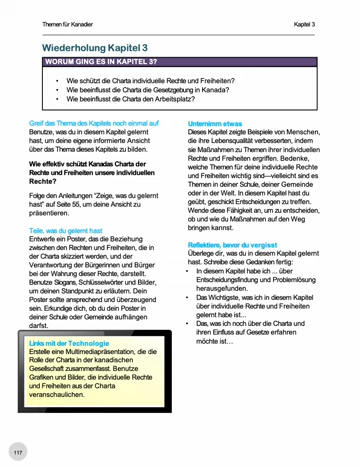 Themen für Kanadier
Kapitel 3
Wiederholung Kapitel 3
WORUM GING ES IN KAPITEL 3?
• Wie schützt die Charta individuelle Rechte und Freiheiten?
• Wie beeinflusst die Charta die Gesetzgebung in Kanada?
• Wie beeinflusst die Charta den Arbeitsplatz?
Greif das Thema des Kapitels noch einmal auf
Benutze, was du in diesem Kapitel gelernt
hast, um deine eigene informierte Ansicht
über das Thema dieses Kapitels zu bilden.
Wie effektiv schützt Kanadas Charta der
Rechte und Freiheiten unsere individuellen
Rechte?
Folge den Anleitungen "Zeige, was du gelernt
hast" auf Seite 55, um deine Ansicht zu
präsentieren.
Teile, was du gelernt hast
Entwerfe ein Poster, das die Beziehung
zwischen den Rechten und Freiheiten, die in
der Charta skizziert werden, und der
Verantwortung der Bürgerinnen und Bürger
bei der Wahrung dieser Rechte, darstellt.
Benutze Slogans, Schlüsselwörter und Bilder,
um deinen Standpunkt zu erläutern. Dein
Poster sollte ansprechend und überzeugend
sein. Erkundige dich, ob du dein Poster in
deiner Schule oder Gemeinde aufhängen
darfst.
Links mit der Technologie
Erstelle eine Multimediapräsentation, die die
Rolle der Charta in der kanadischen
Gesellschaft zusammenfasst. Benutze
Grafiken und Bilder, die individuelle Rechte
und Freiheiten aus der Charta
veranschaulichen.
Unternimm etwas
Dieses Kapitel zeigte Beispiele von Menschen,
die ihre Lebensqualität verbesserten, indem
sie Maßnahmen zu Themen ihrer individuellen
Rechte und Freiheiten ergriffen. Bedenke,
welche Themen für deine individuelle Rechte
und Freiheiten wichtig sind—vielleicht sind es
Themen in deiner Schule, deiner Gemeinde
oder in der Welt. In diesem Kapitel hast du
geübt, geschickt Entscheidungen zu treffen.
Wende diese Fähigkeit an, um zu entscheiden,
ob und wie du Maßnahmen auf den Weg
bringen kannst.
Reflektiere, bevor du vergisst
Überlege dir, was du in diesem Kapitel gelernt
hast. Schreibe diese Gedanken fertig:
• In diesem Kapitel habe ich ... über
Entscheidungsfindung und Problemlösung
herausgefunden.
• Das Wichtigste, was ich in diesem Kapitel
über individuelle Rechte und Freiheiten
gelernt habe ist...
• Das, was ich noch über die Charta und
ihren Einfluss auf Gesetze erfahren
möchte ist…
117